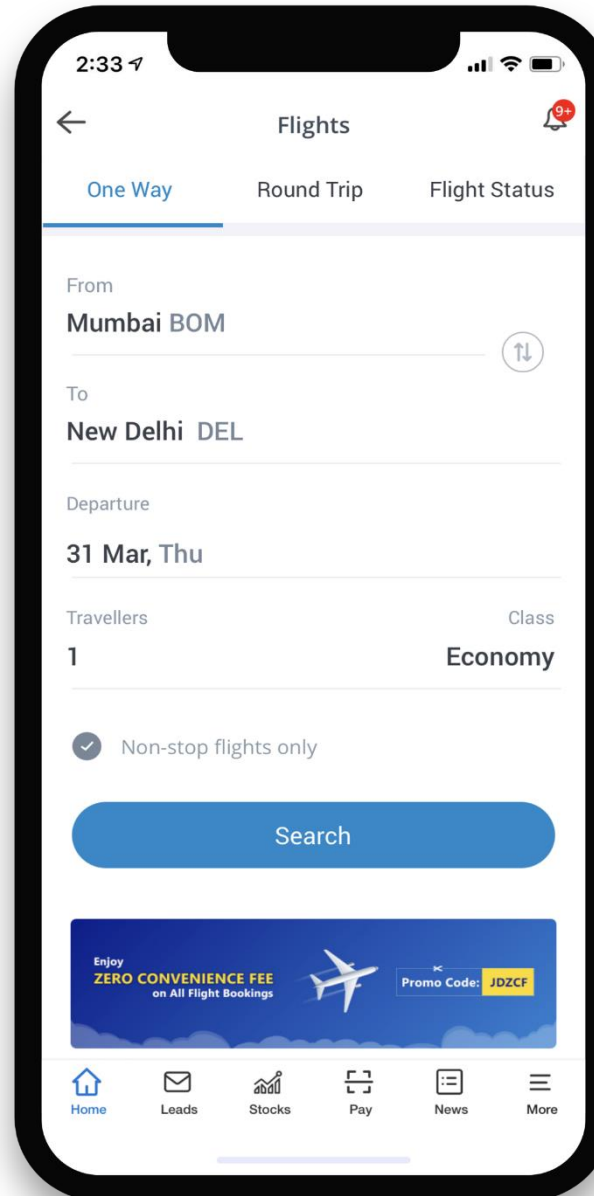 2:33
Flights
9+
One Way Round Trip Flight Status
From
Mumbai BOM
To
New Delhi DEL
Departure
31 Mar, Thu
Travellers Class
1 Economy
Non-stop flights only
Search
Enjoy
ZERO CONVENIENCE FEE
on All Flight Bookings
Promo Code: JDZCF
Home Leads Stocks Pay News More